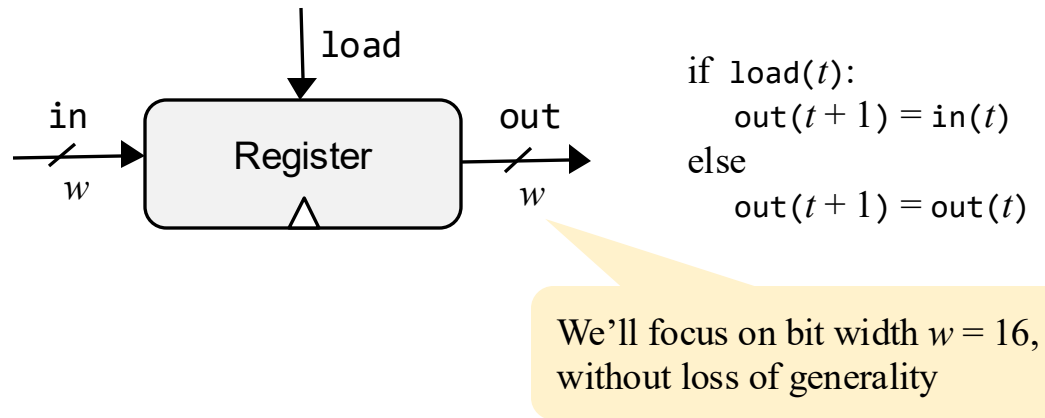 load
in
out
Register
w
w
if load(t):
out(t + 1) = in(t)
else
out(t + 1) = out(t)
We’ll focus on bit width w = 16,
without loss of generality